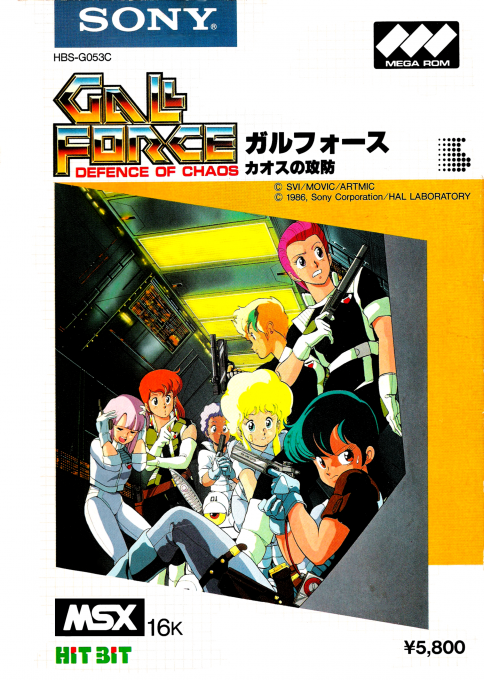 SONY®
HBS-G053C
MEGA ROM
GALL
FORCE
DEFENCE OF CHAOS
ガルフォース
カオスの攻防
© SVI/MOVIC/ARTMIC
© 1986, Sony Corporation/HAL LABORATORY
MSX 16K
HiT BiT
¥5,800